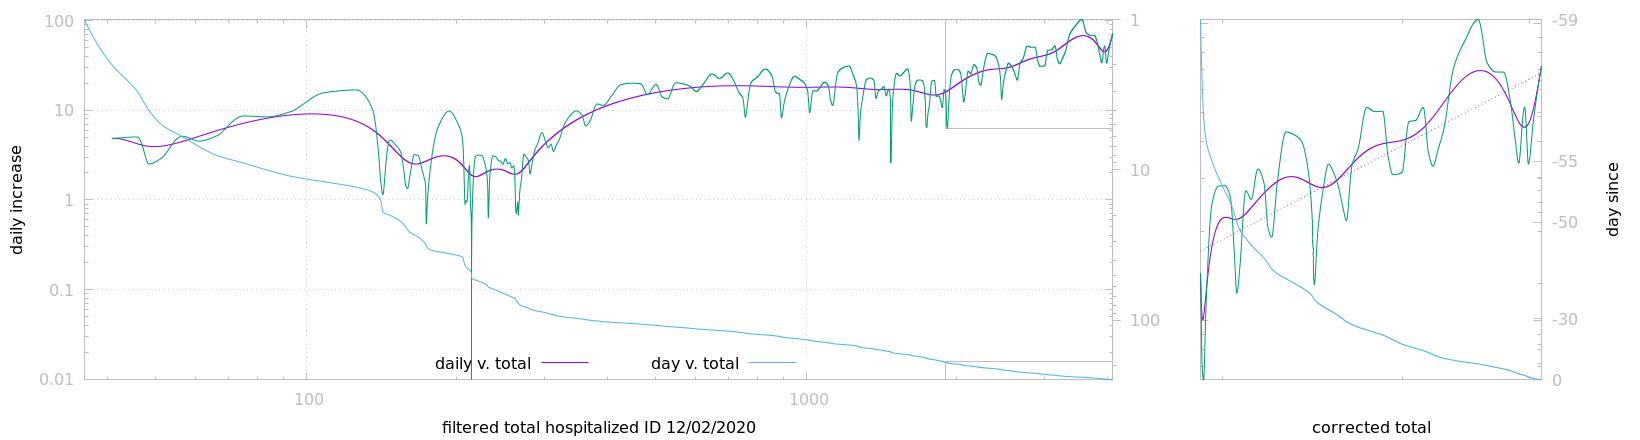 100
10
1
0.1
0.01
daily increase
100
1000
1
10
100
daily v. total
day v. total
filtered total hospitalized ID 12/02/2020
-59
-55
-50
-30
0
day since
corrected total